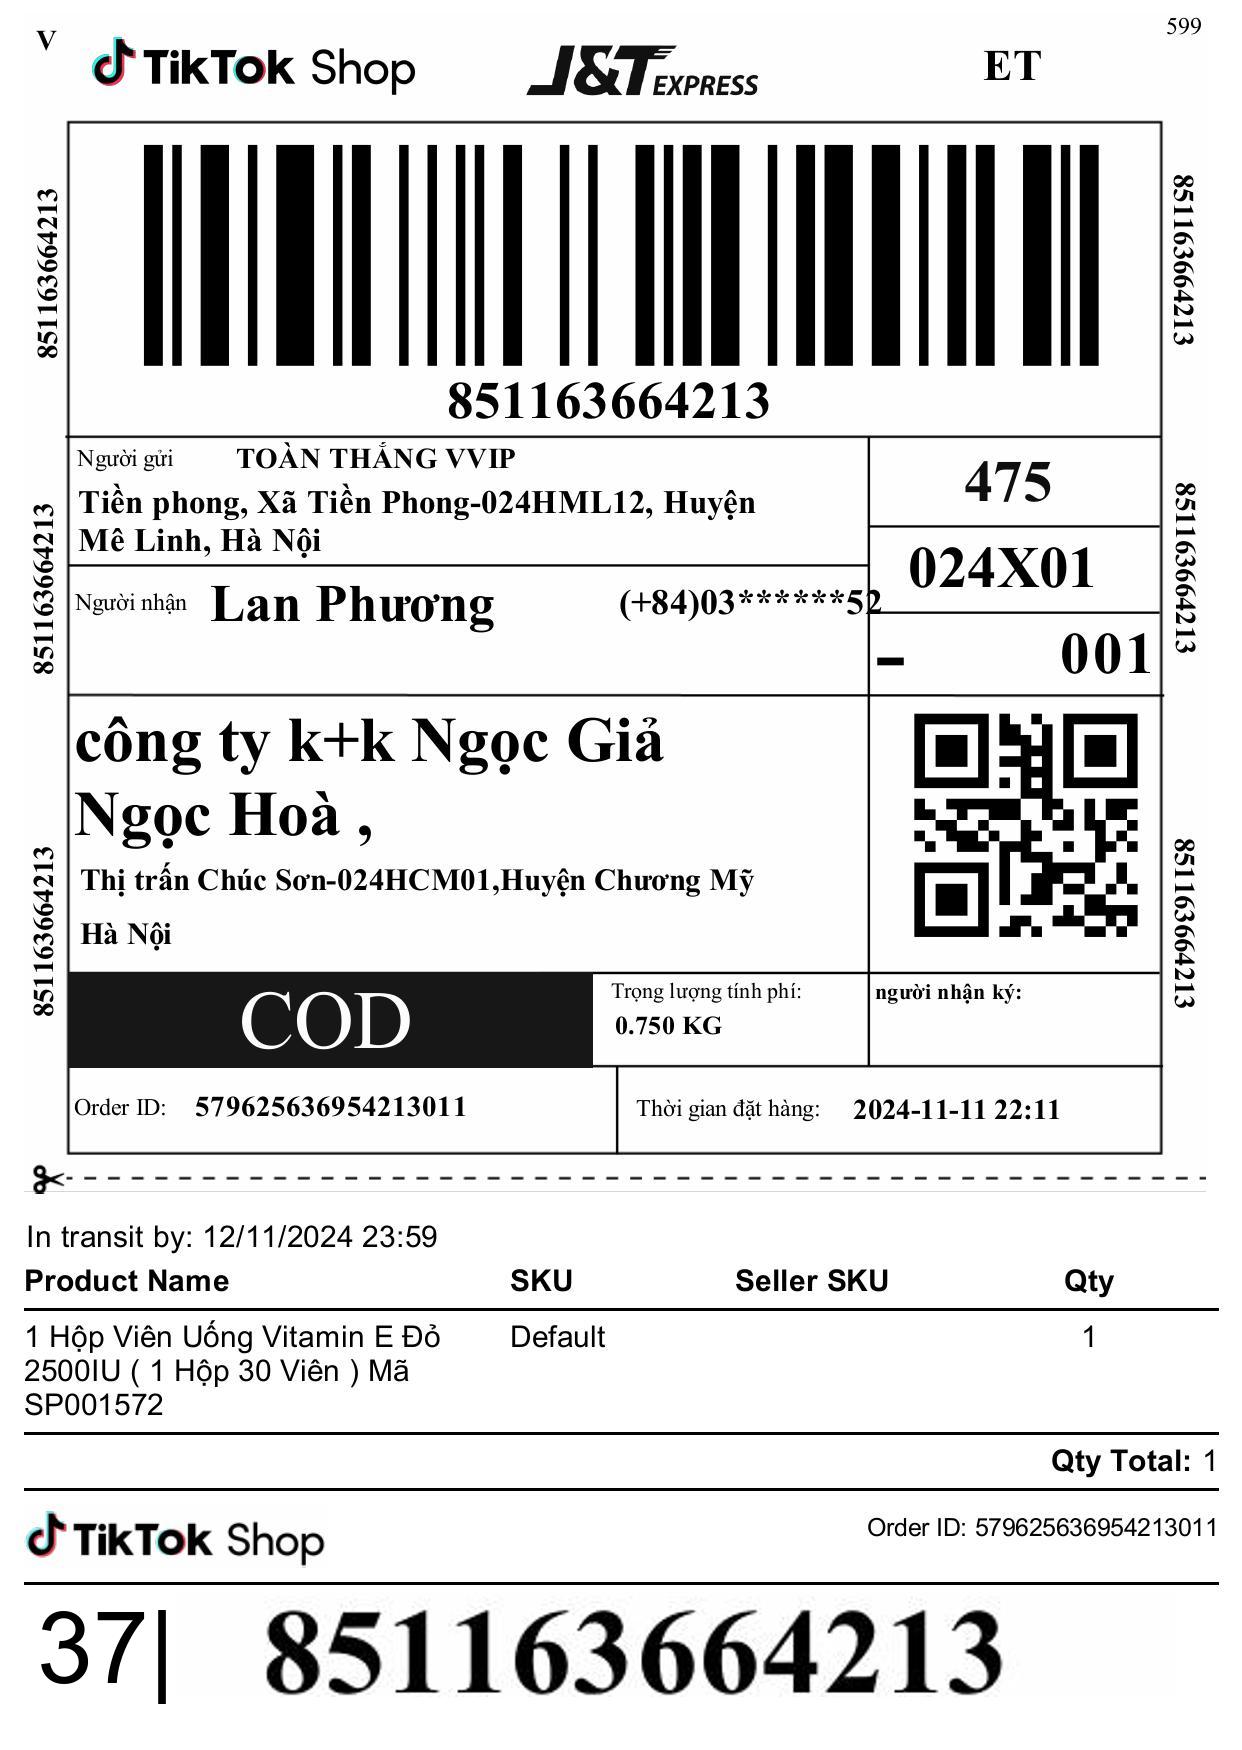 599
V
TikTok Shop
J&T EXPRESS
ET
851163664213
851163664213
851163664213
Người gửi TOÀN THẮNG VVIP
Tiền phong, Xã Tiền Phong-024HML12, Huyện
Mê Linh, Hà Nội
475
024X01
851163664213
851163664213
Người nhận Lan Phương (+84)03******52
- 001
công ty k+k Ngọc Giả
Ngọc Hoà ,
Thị trấn Chúc Sơn-024HCM01,Huyện Chương Mỹ
Hà Nội
851163664213
851163664213
COD
Trọng lượng tính phí:
0.750 KG
người nhận ký:
Order ID: 579625636954213011
Thời gian đặt hàng: 2024-11-11 22:11
In transit by: 12/11/2024 23:59
Product Name SKU Seller SKU Qty
1 Hộp Viên Uống Vitamin E Đỏ Default 1
2500IU ( 1 Hộp 30 Viên ) Mã
SP001572
Qty Total: 1
TikTok Shop
Order ID: 579625636954213011
37| 851163664213